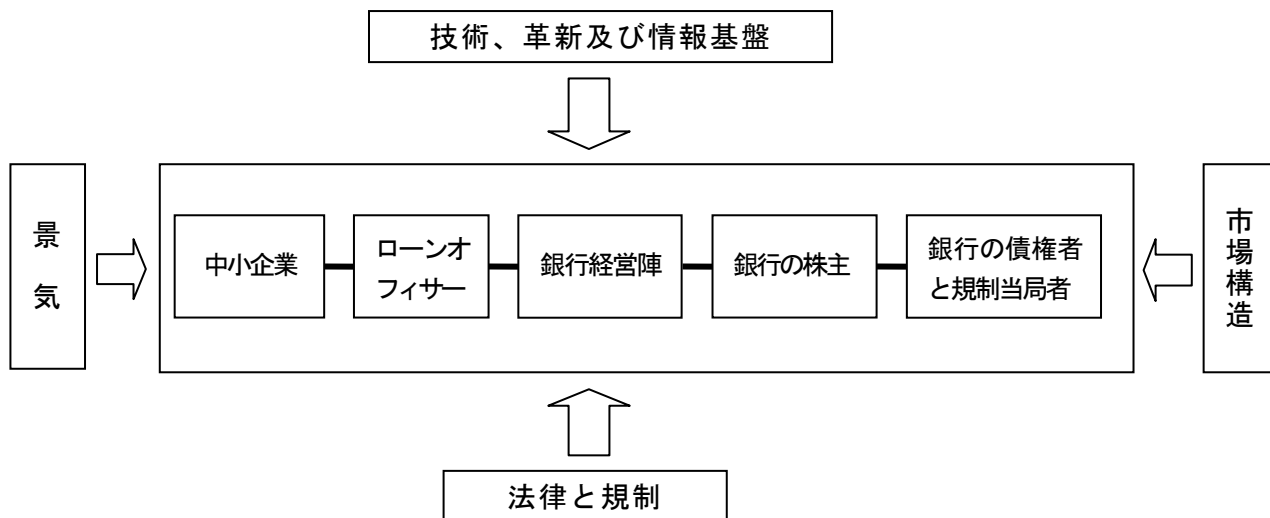 技術、革新及び情報基盤
景気
中小企業
ローンオ
フィサー
銀行経営陣
銀行の株主
銀行の債権者
と規制当局者
市場構造
法律と規制